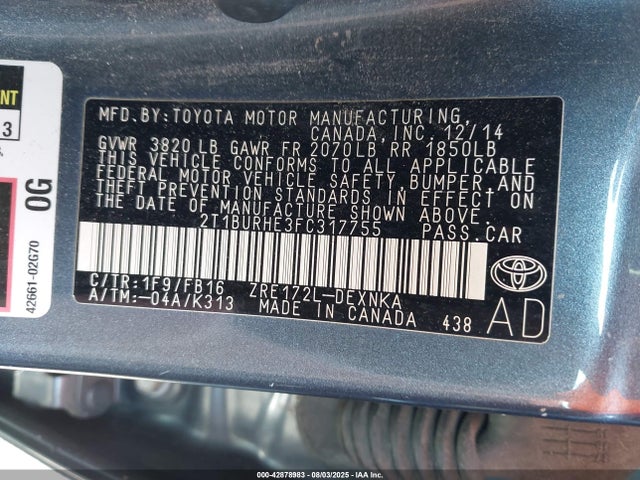 MFD.BY:TOYOTA MOTOR MANUFACTURING,
CANADA,INC. 12/14
GVWR 3820 LB GAWR FR 2070LB RR 1850LB
THIS VEHICLE CONFORMS TO ALL APPLICABLE
FEDERAL MOTOR VEHICLE SAFETY,BUMPER,AND
THEFT PREVENTION STANDARDS IN EFFECT ON
THE DATE OF MANUFACTURE SHOWN ABOVE.
2T1BURHE3FC317755 PASS.CAR
C/TR:1F9/FB16 ZRE172L-DEXNKA
A/TM:-04A/K313 MADE IN CANADA 438
TOYOTA
AD
0G
42661-02G70
000-42878983 - 08/03/2025 - IAA Inc.